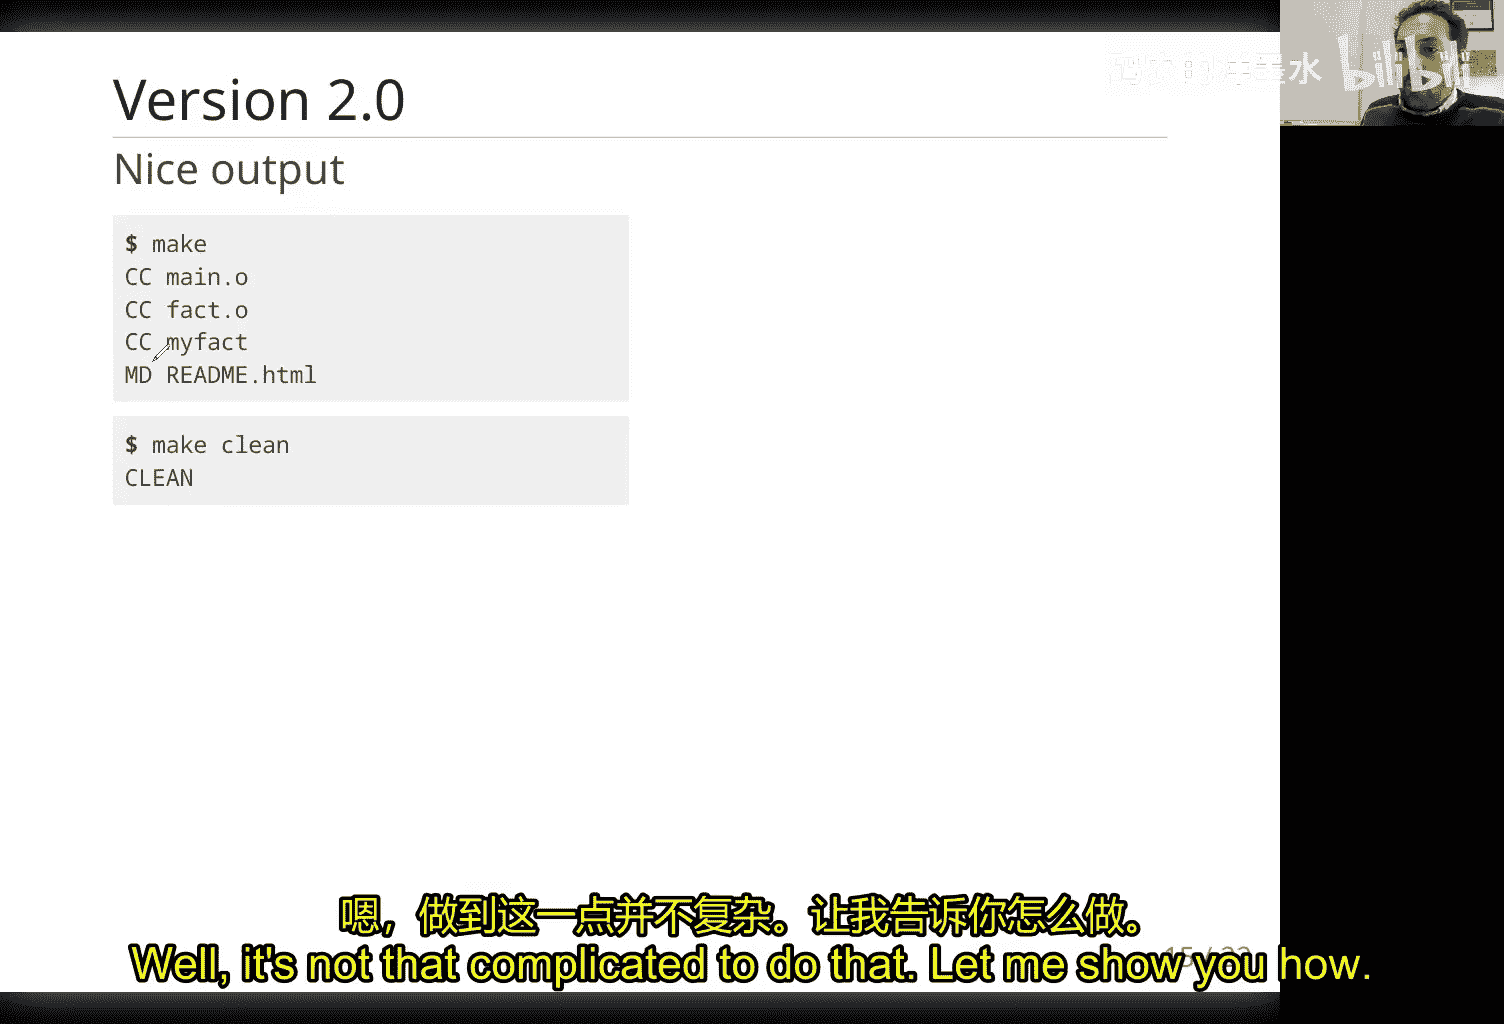 Version 2.0
Nice output
$ make
CC main.o
CC fact.o
CC myfact
MD README.html
$ make clean
CLEAN
嗯，做到这一点并不复杂。让我告诉你怎么做。
Well, it's not that complicated to do that. Let me show you how.
bilibili